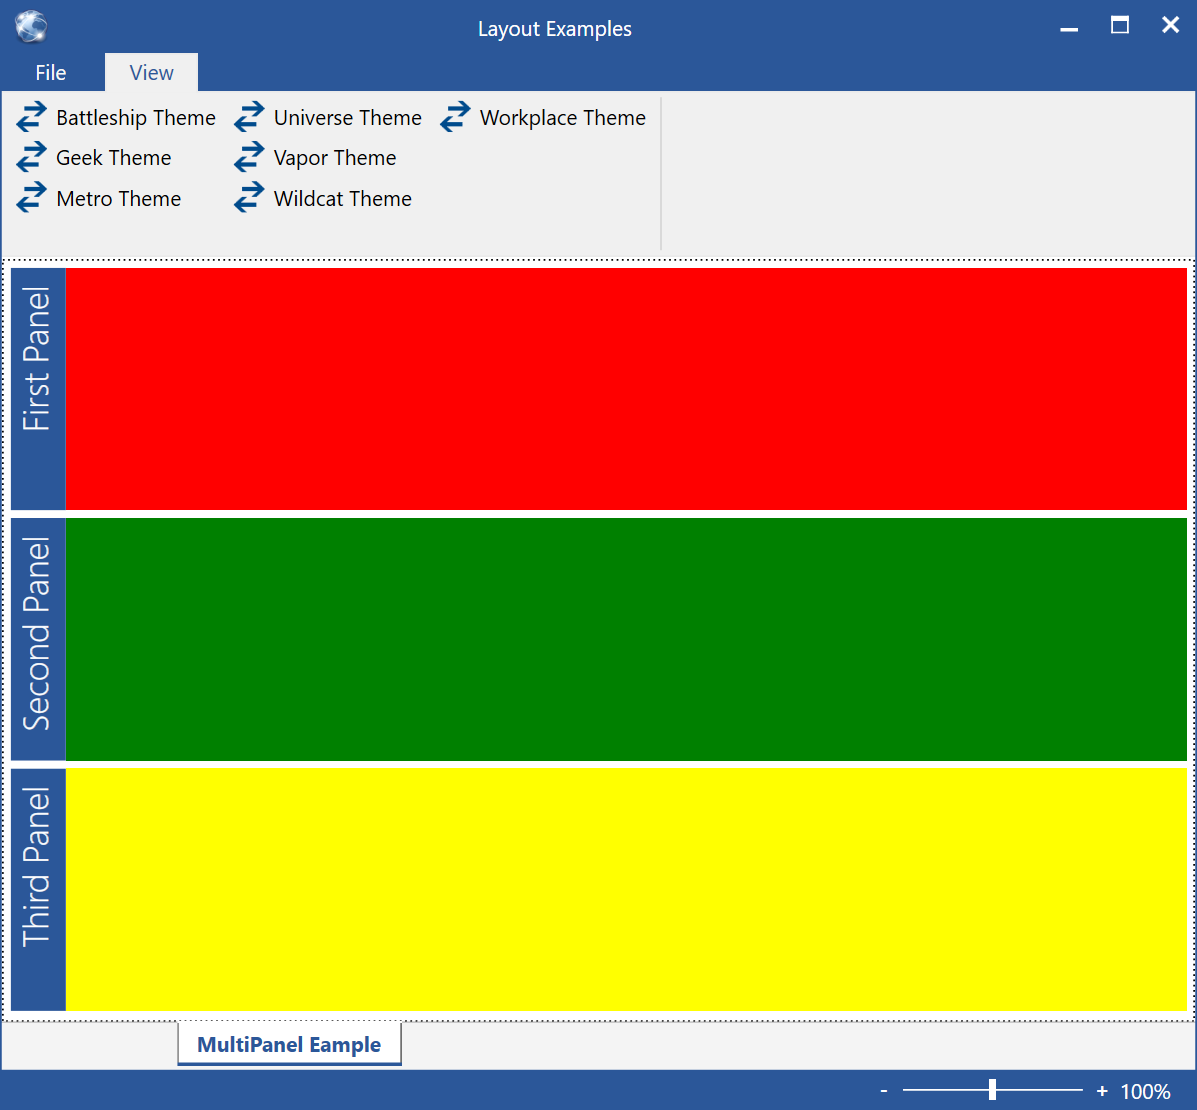 Layout Examples
File View
Battleship Theme Universe Theme Workplace Theme
Geek Theme Vapor Theme
Metro Theme Wildcat Theme
First Panel
Second Panel
Third Panel
MultiPanel Eample
- + 100%